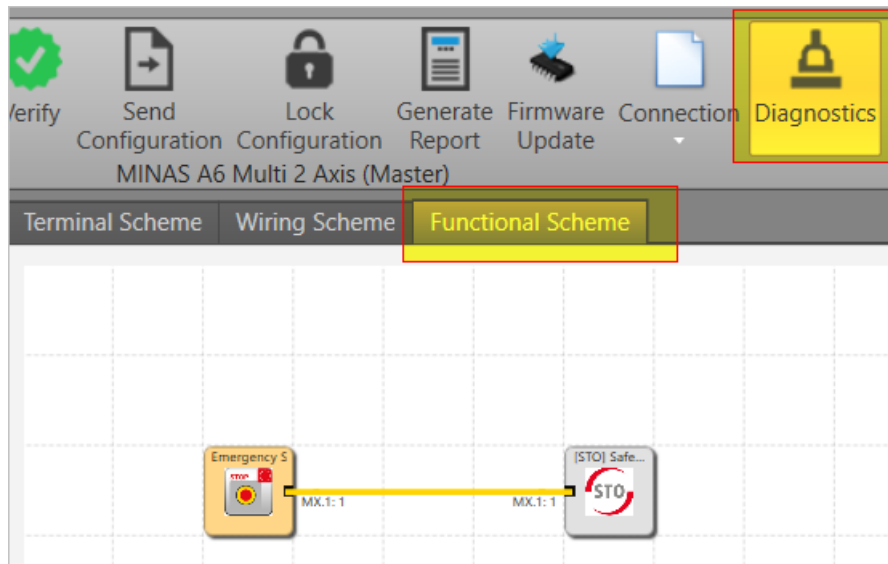 Verify
Send
Configuration
Lock
Configuration
Generate
Report
Firmware
Update
Connection
Diagnostics
MINAS A6 Multi 2 Axis (Master)
Terminal Scheme
Wiring Scheme
Functional Scheme
Emergency S
STOP
MX.1: 1
[STO] Safe...
STO
MX.1: 1